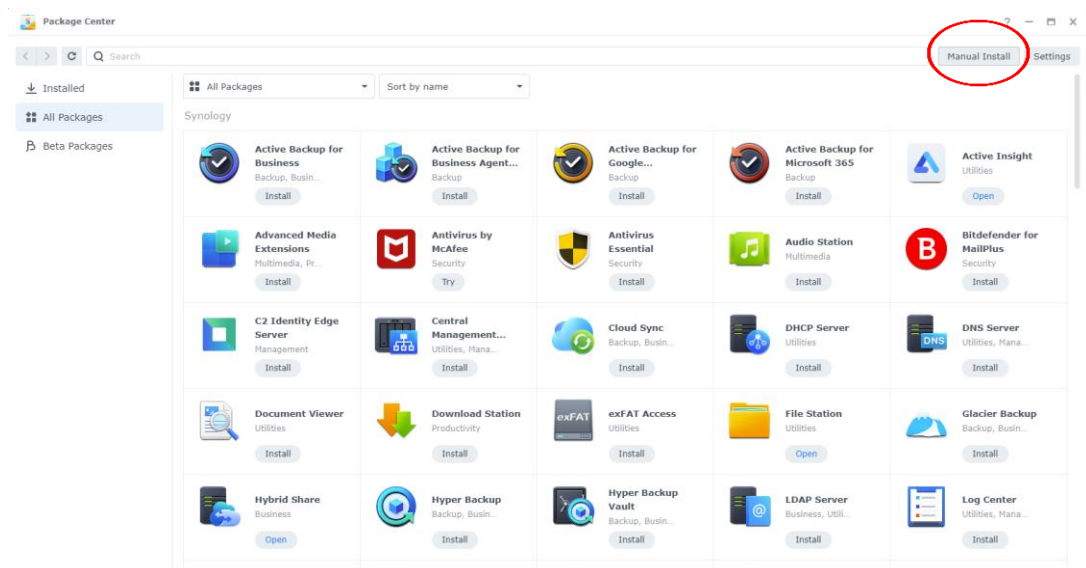 Package Center
?
Search
Manual Install
Settings
Installed
All Packages
Beta Packages
All Packages
Sort by name
Synology
Active Backup for
Business
Backup, Busin...
Install
Active Backup for
Business Agent...
Backup
Install
Active Backup for
Google...
Backup
Install
Active Backup for
Microsoft 365
Backup
Install
Active Insight
Utilities
Open
Advanced Media
Extensions
Multimedia, Pr...
Install
Antivirus by
McAfee
Security
Try
Antivirus
Essential
Security
Install
Audio Station
Multimedia
Install
B
Bitdefender for
MailPlus
Security
Install
C2 Identity Edge
Server
Management
Install
Central
Management...
Utilities, Mana...
Install
Cloud Sync
Backup, Busin...
Install
DHCP Server
Utilities
Install
DNS
DNS Server
Utilities, Mana...
Install
Document Viewer
Utilities
Install
Download Station
Productivity
Install
exFAT
exFAT Access
Utilities
Install
File Station
Utilities
Open
Glacier Backup
Backup, Busin...
Install
Hybrid Share
Business
Open
Hyper Backup
Backup, Busin...
Install
Hyper Backup
Vault
Backup, Busin...
Install
@
LDAP Server
Business, Utili...
Install
Log Center
Utilities, Mana...
Install